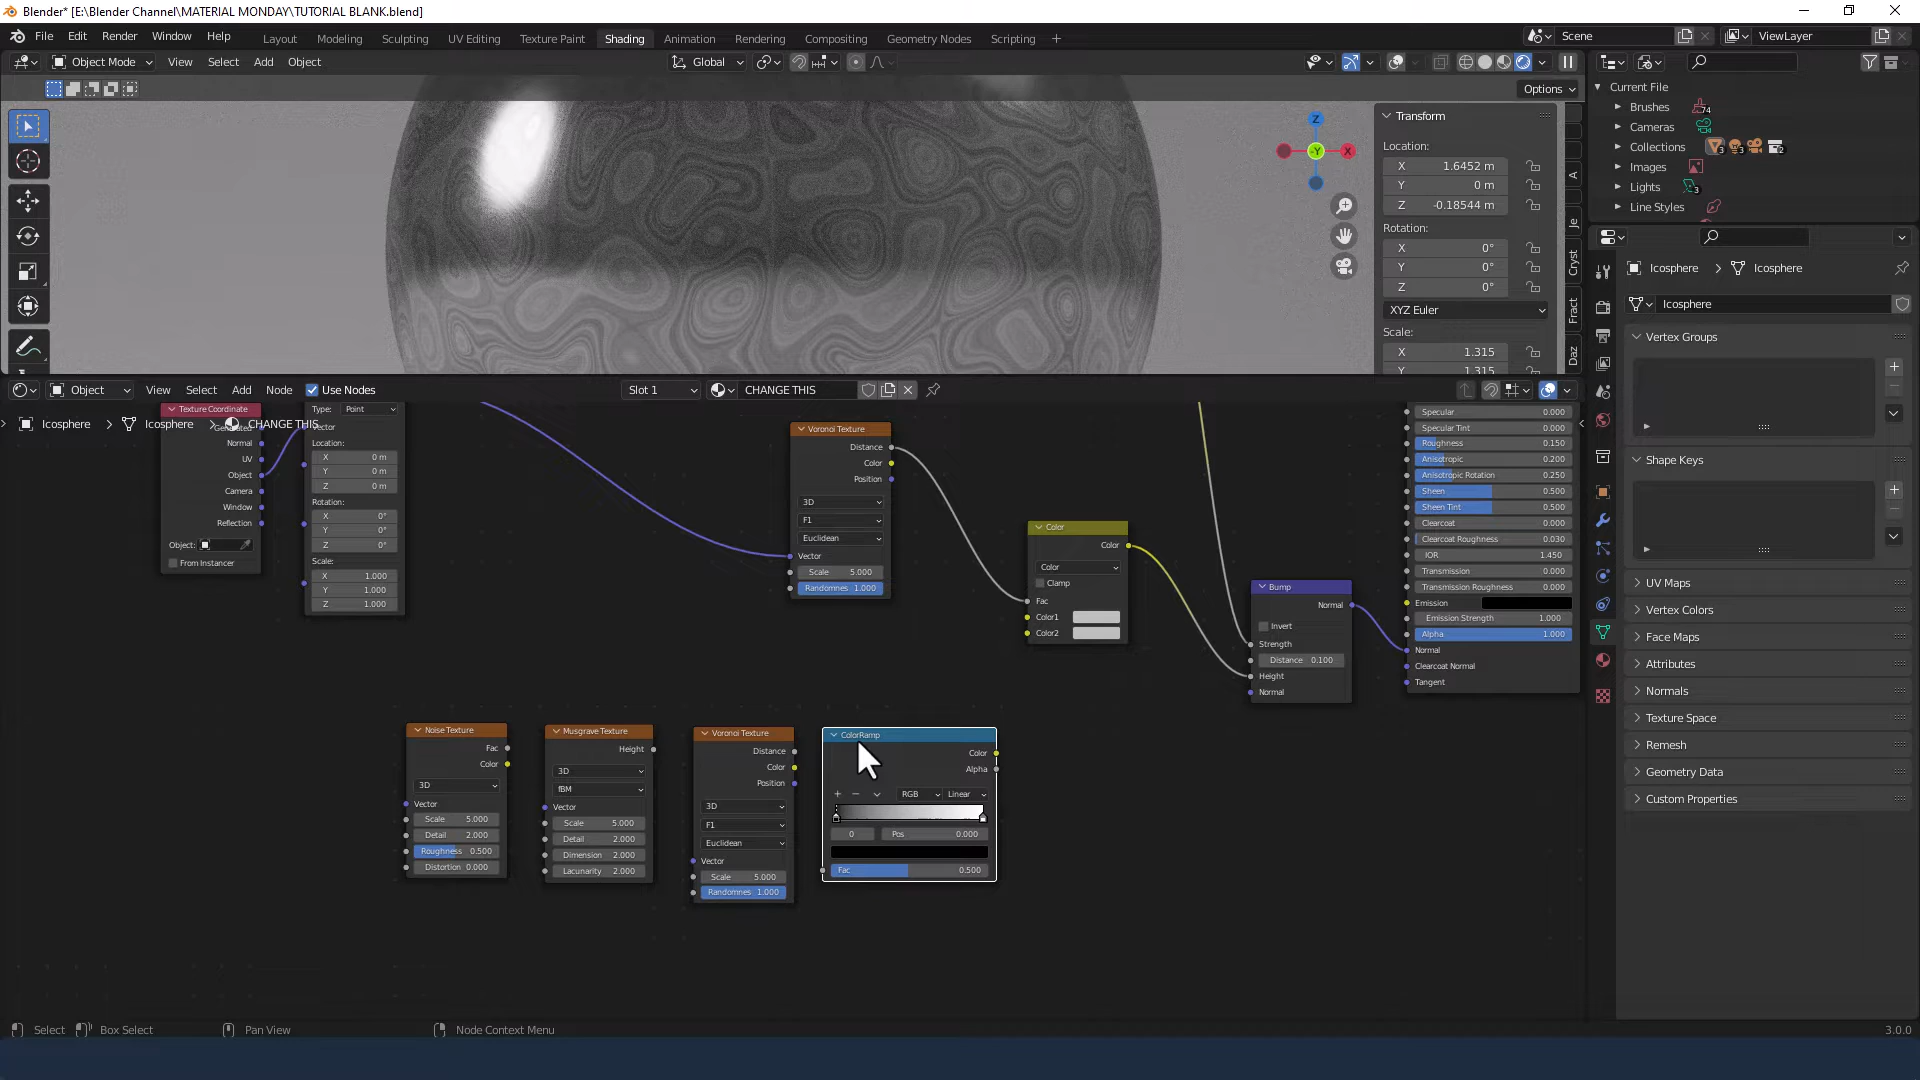 Blender* [E:\Blender Channel\MATERIAL MONDAY\TUTORIAL BLANK.blend]
File Edit Render Window Help Layout Modeling Sculpting UV Editing Texture Paint Shading Animation Rendering Compositing Geometry Nodes Scripting + Scene ViewLayer
Object Mode View Select Add Object Global
Options
Current File
Brushes 74
Cameras
Collections 3 3 2
Images
Lights 3
Line Styles
Transform
Location:
X 1.6452 m
Y 0 m
Z -0.18544 m
Rotation:
X 0°
Y 0°
Z 0°
XYZ Euler
Scale:
X 1.315
1.315
Z
-Y
X
A
Je
Cryst
Fract
Daz
Icosphere > Icosphere
Icosphere
Vertex Groups
Shape Keys
UV Maps
Vertex Colors
Face Maps
Attributes
Normals
Texture Space
Remesh
Geometry Data
Custom Properties
Object View Select Add Node Use Nodes Slot 1 CHANGE THIS
Icosphere > Icosphere > CHANGE THIS
Texture Coordinate
Normal
UV
Object
Camera
Window
Reflection
Object:
From Instancer
Type: Point
Vector
Location:
X 0 m
Y 0 m
Z 0 m
Rotation:
X 0°
Y 0°
Z 0°
Scale:
X 1.000
Y 1.000
Z 1.000
Voronoi Texture
Distance
Color
Position
3D
F1
Euclidean
Vector
Scale 5.000
Randomnes 1.000
Color
Color
Color
Clamp
Fac
Color1
Color2
Bump
Normal
Invert
Strength
Distance 0.100
Height
Normal
Specular 0.000
Specular Tint 0.000
Roughness 0.150
Anisotropic 0.200
Anisotropic Rotation 0.250
Sheen 0.500
Sheen Tint 0.500
Clearcoat 0.000
Clearcoat Roughness 0.030
IOR 1.450
Transmission 0.000
Transmission Roughness 0.000
Emission
Emission Strength 1.000
Alpha 1.000
Normal
Clearcoat Normal
Tangent
Noise Texture
Fac
Color
3D
Vector
Scale 5.000
Detail 2.000
Roughness 0.500
Distortion 0.000
Musgrave Texture
Height
3D
fBM
Vector
Scale 5.000
Detail 2.000
Dimension 2.000
Lacunarity 2.000
Voronoi Texture
Distance
Color
Position
3D
F1
Euclidean
Vector
Scale 5.000
Randomnes 1.000
ColorRamp
Color
Alpha
+ − RGB Linear
0 Pos 0.000
Fac 0.500
Select Box Select Pan View Node Context Menu 3.0.0